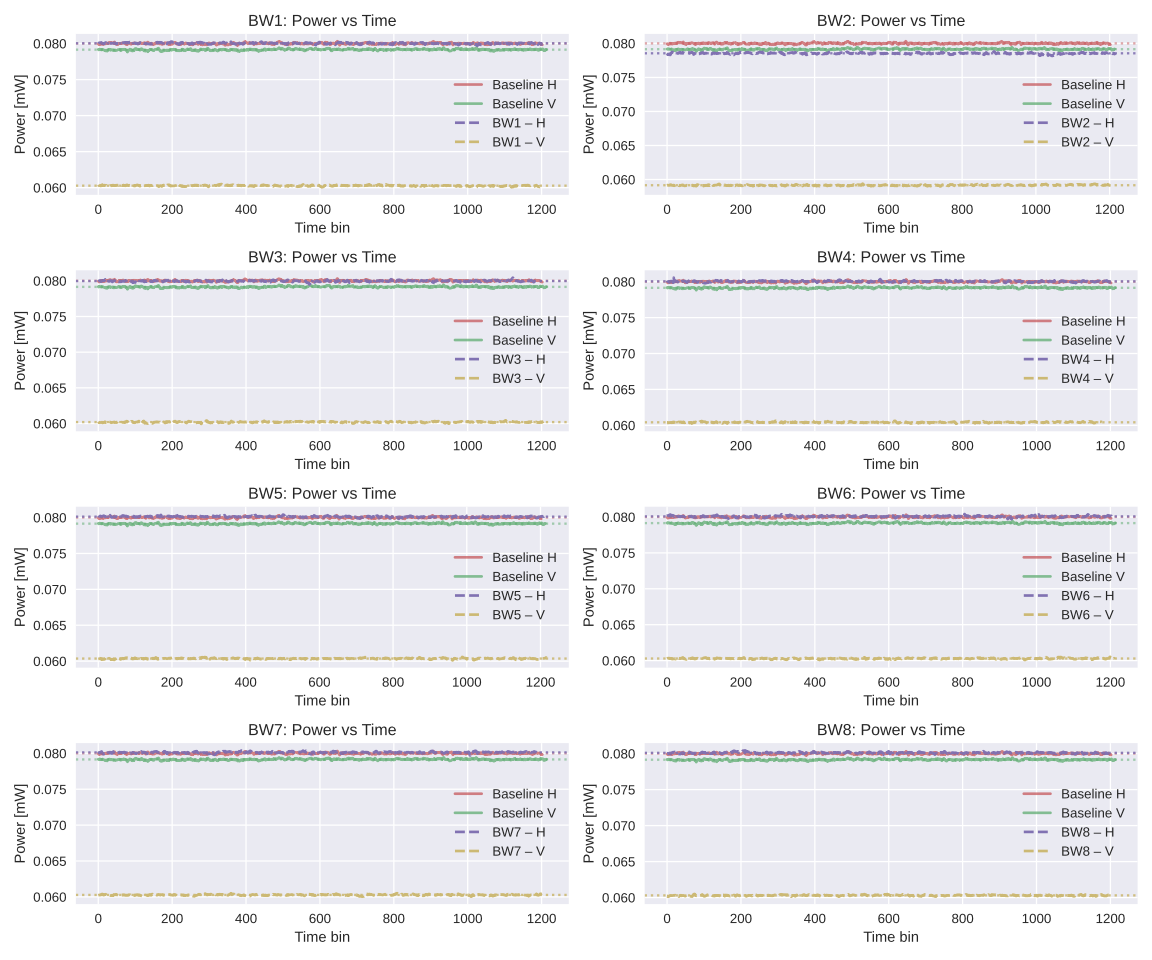 BW1: Power vs Time
Power [mW]
0.080
0.075
0.070
0.065
0.060
Baseline H
Baseline V
BW1 – H
BW1 – V
0 200 400 600 800 1000 1200
Time bin
BW2: Power vs Time
Power [mW]
0.080
0.075
0.070
0.065
0.060
Baseline H
Baseline V
BW2 – H
BW2 – V
0 200 400 600 800 1000 1200
Time bin
BW3: Power vs Time
Power [mW]
0.080
0.075
0.070
0.065
0.060
Baseline H
Baseline V
BW3 – H
BW3 – V
0 200 400 600 800 1000 1200
Time bin
BW4: Power vs Time
Power [mW]
0.080
0.075
0.070
0.065
0.060
Baseline H
Baseline V
BW4 – H
BW4 – V
0 200 400 600 800 1000 1200
Time bin
BW5: Power vs Time
Power [mW]
0.080
0.075
0.070
0.065
0.060
Baseline H
Baseline V
BW5 – H
BW5 – V
0 200 400 600 800 1000 1200
Time bin
BW6: Power vs Time
Power [mW]
0.080
0.075
0.070
0.065
0.060
Baseline H
Baseline V
BW6 – H
BW6 – V
0 200 400 600 800 1000 1200
Time bin
BW7: Power vs Time
Power [mW]
0.080
0.075
0.070
0.065
0.060
Baseline H
Baseline V
BW7 – H
BW7 – V
0 200 400 600 800 1000 1200
Time bin
BW8: Power vs Time
Power [mW]
0.080
0.075
0.070
0.065
0.060
Baseline H
Baseline V
BW8 – H
BW8 – V
0 200 400 600 800 1000 1200
Time bin